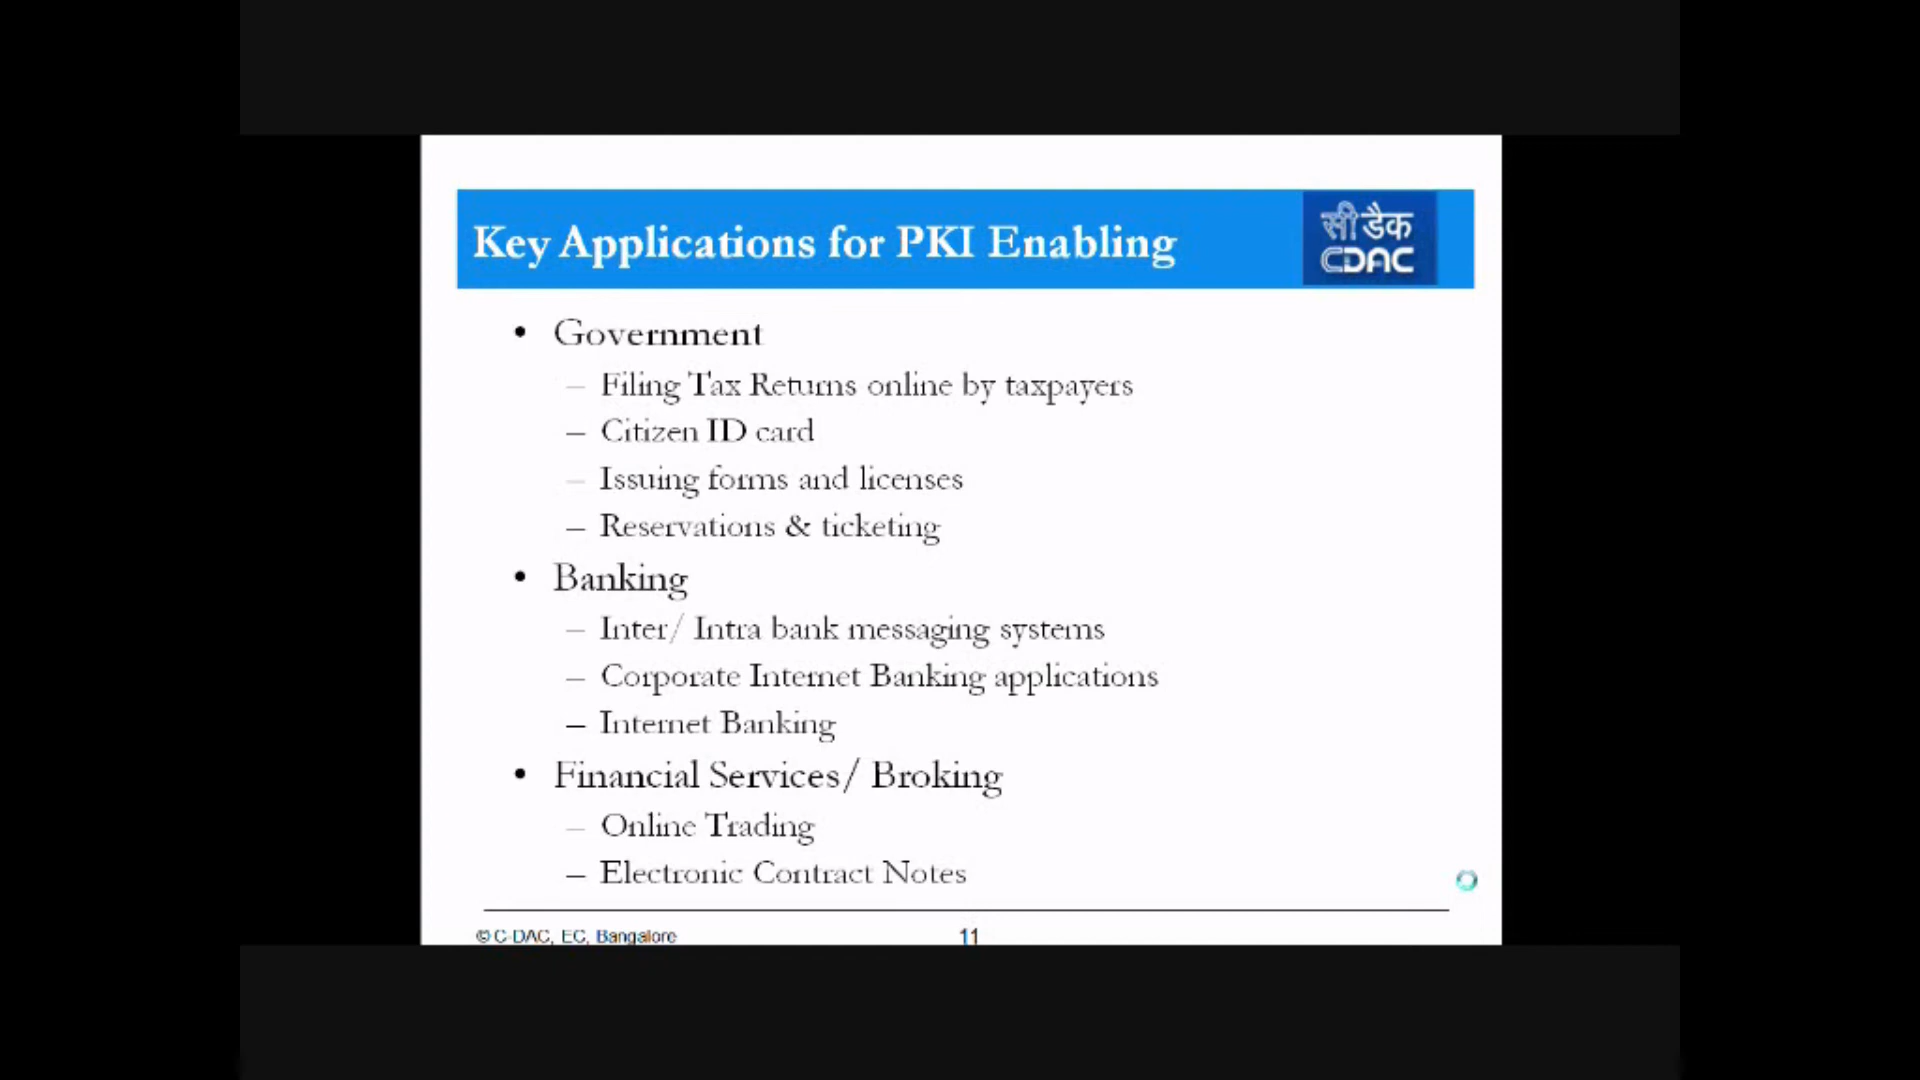 Key Applications for PKI Enabling
सी डैक
CDAC
• Government
– Filing Tax Returns online by taxpayers
– Citizen ID card
– Issuing forms and licenses
– Reservations & ticketing
• Banking
– Inter/ Intra bank messaging systems
– Corporate Internet Banking applications
– Internet Banking
• Financial Services/ Broking
– Online Trading
– Electronic Contract Notes
© C-DAC, EC, Bangalore
11